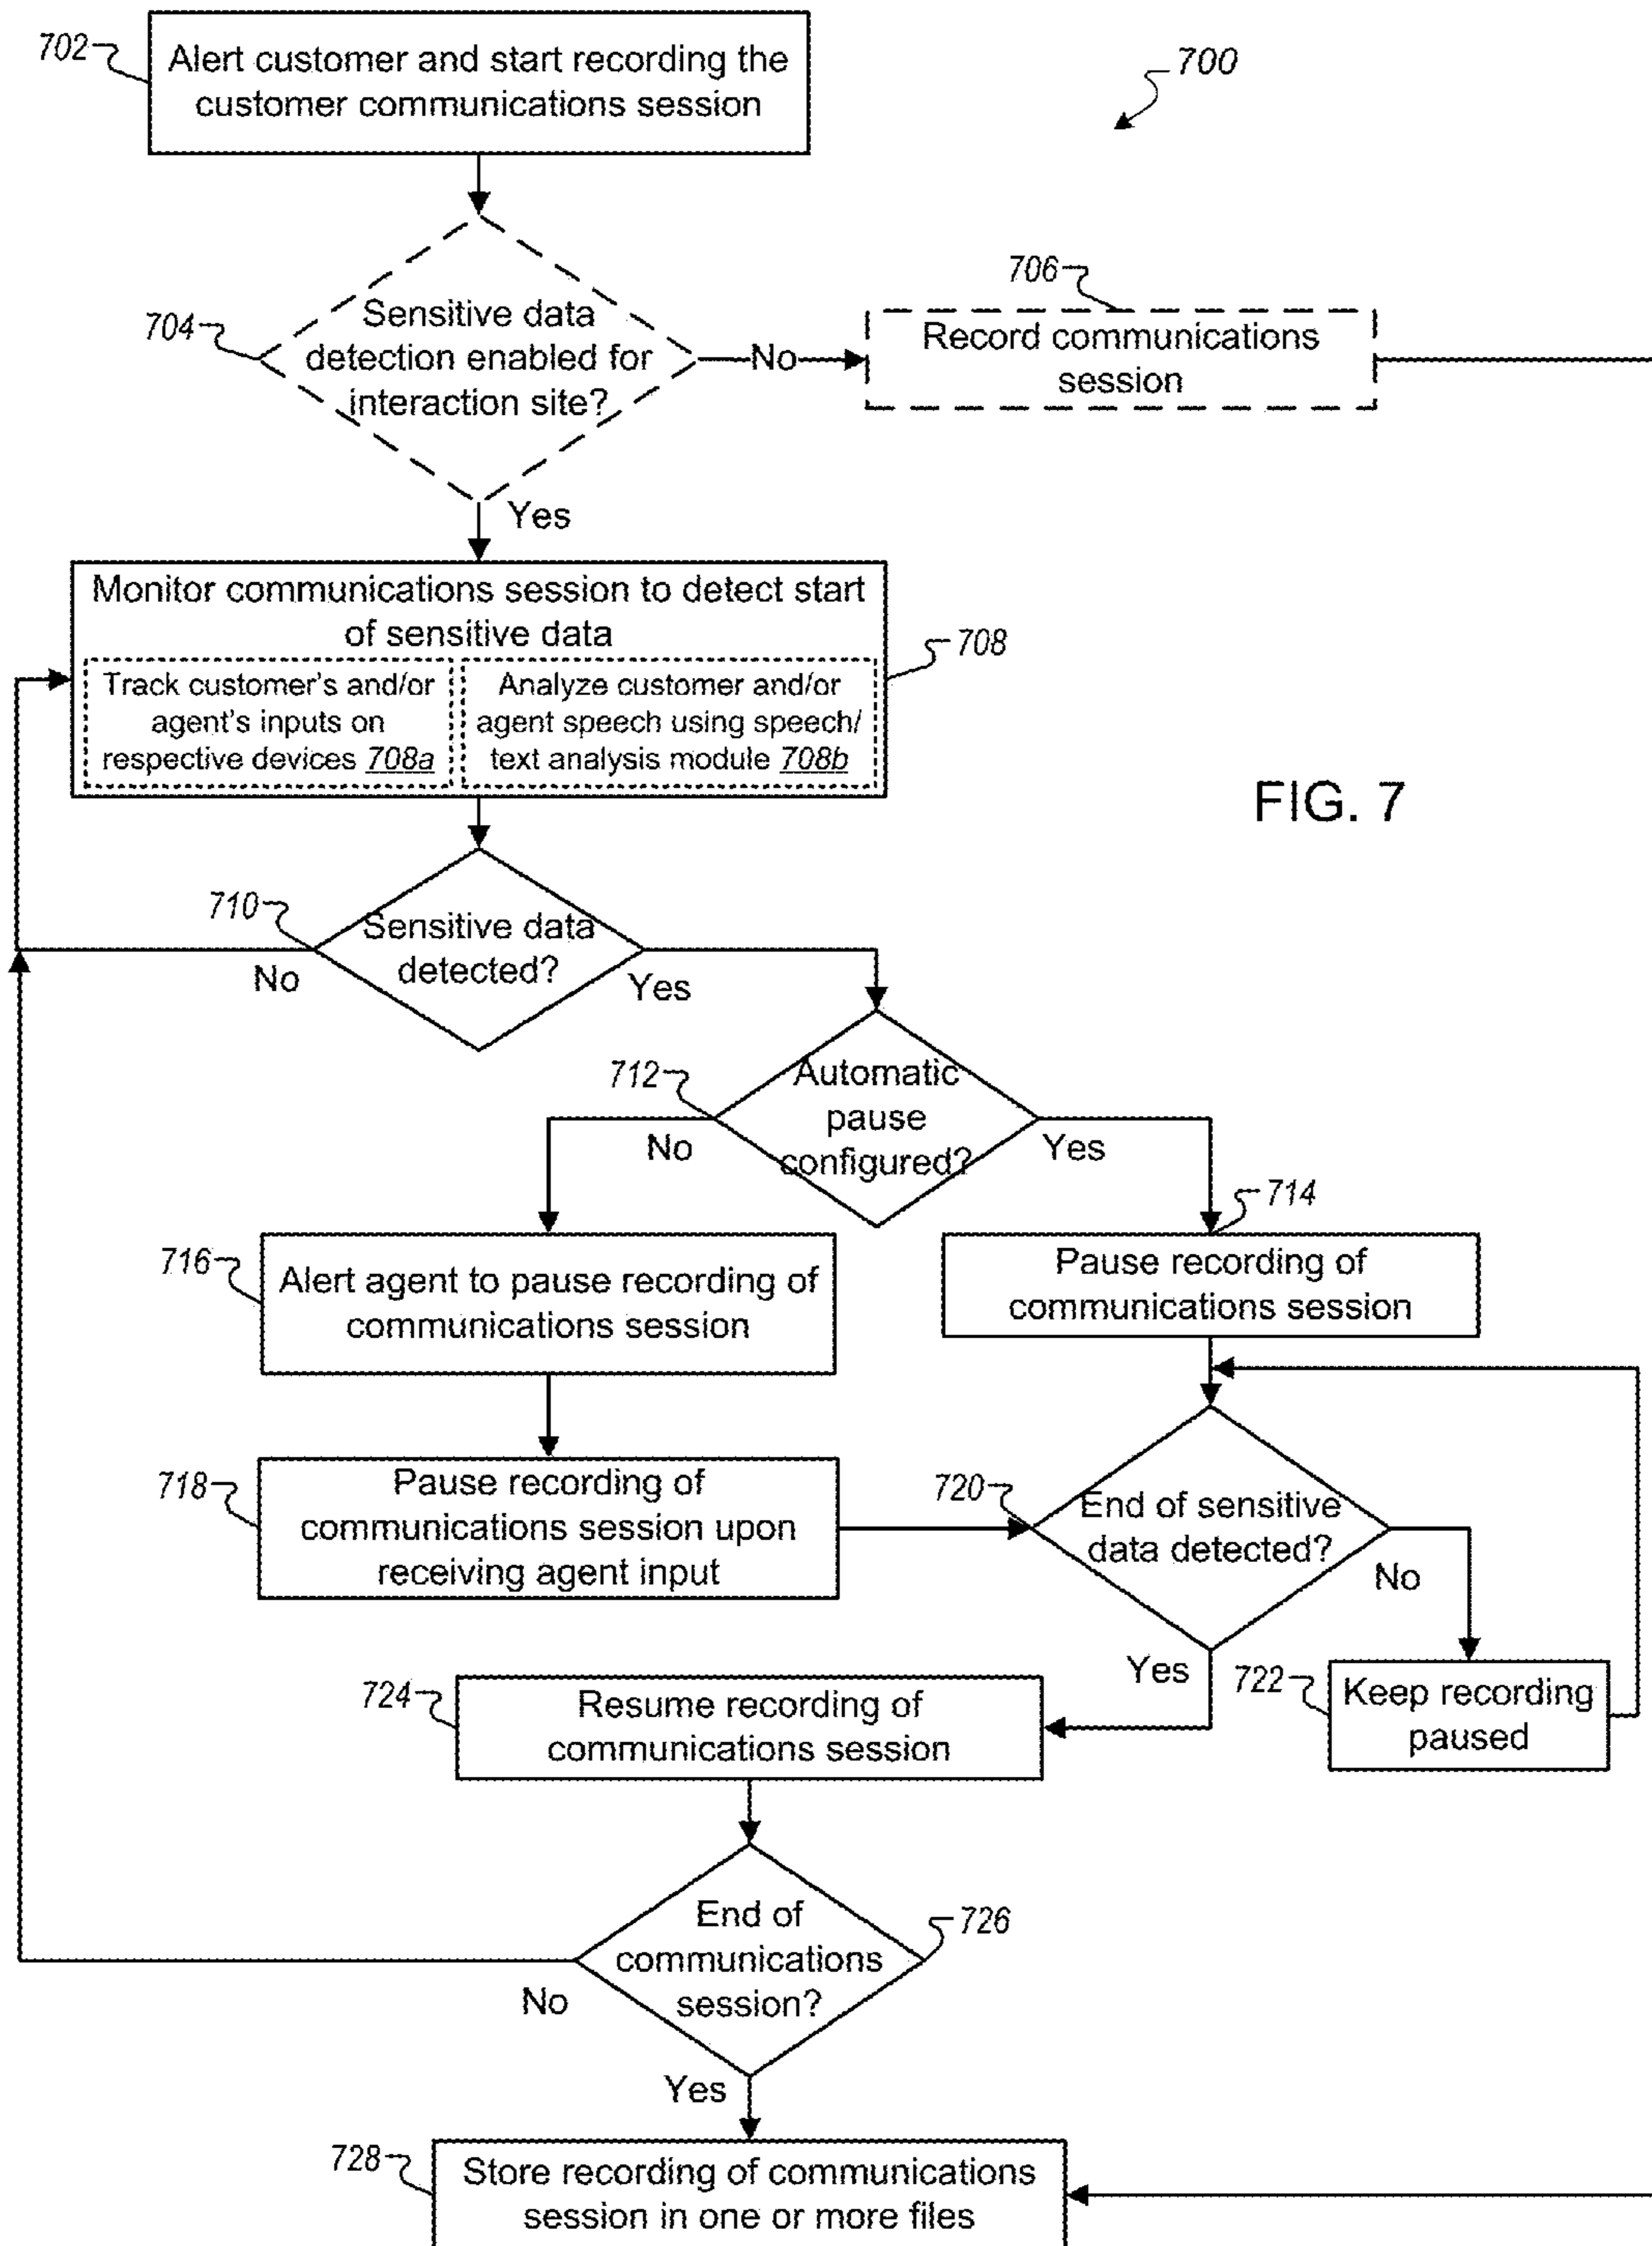 702
Alert customer and start recording the
customer communications session
700
704
Sensitive data
detection enabled for
interaction site?
No
706
Record communications
session
Yes
Monitor communications session to detect start
of sensitive data
708
Track customer's and/or
agent's inputs on
respective devices 708a
Analyze customer and/or
agent speech using speech/
text analysis module 708b
FIG. 7
710
Sensitive data
detected?
No
Yes
712
Automatic
pause
configured?
No
Yes
714
Pause recording of
communications session
716
Alert agent to pause recording of
communications session
718
Pause recording of
communications session upon
receiving agent input
720
End of sensitive
data detected?
No
Yes
722
Keep recording
paused
724
Resume recording of
communications session
End of
communications
session?
726
No
Yes
728
Store recording of communications
session in one or more files